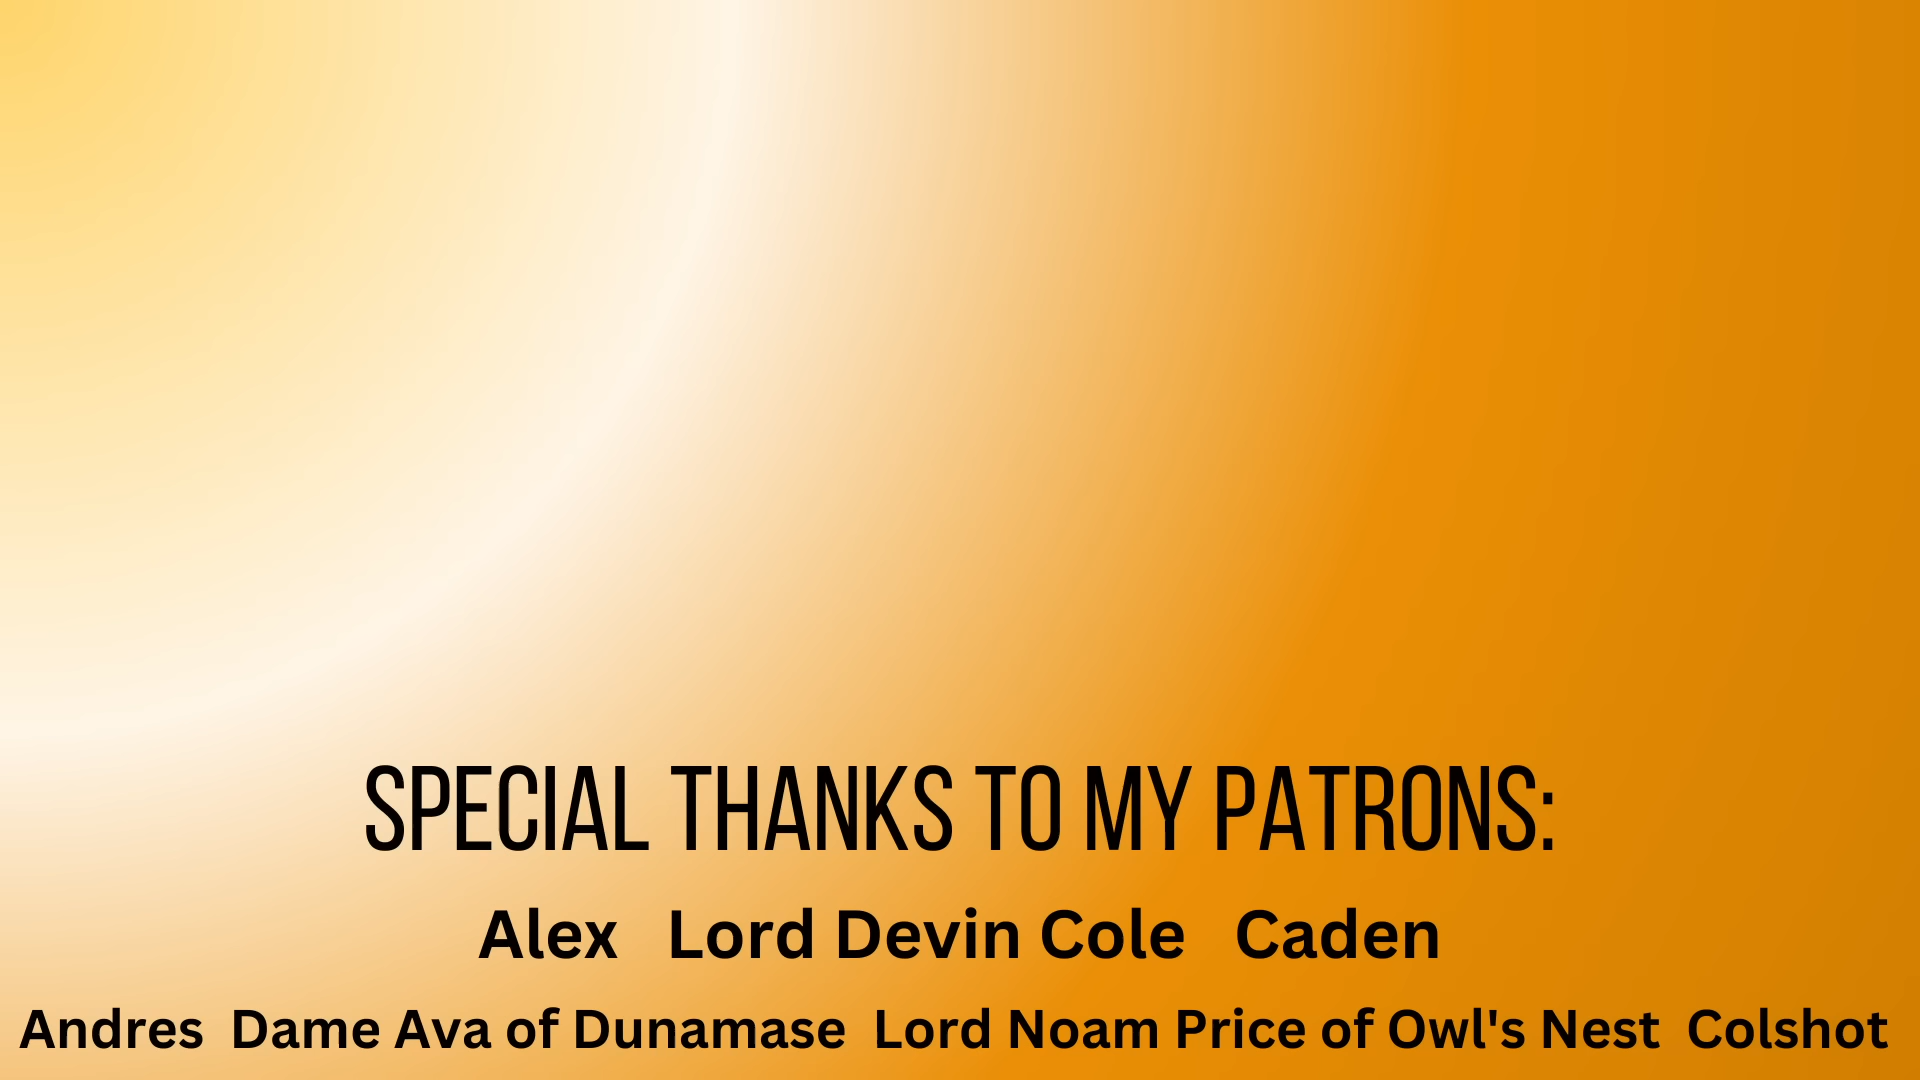 SPECIAL THANKS TO MY PATRONS:
Alex Lord Devin Cole Caden
Andres Dame Ava of Dunamase Lord Noam Price of Owl's Nest Colshot